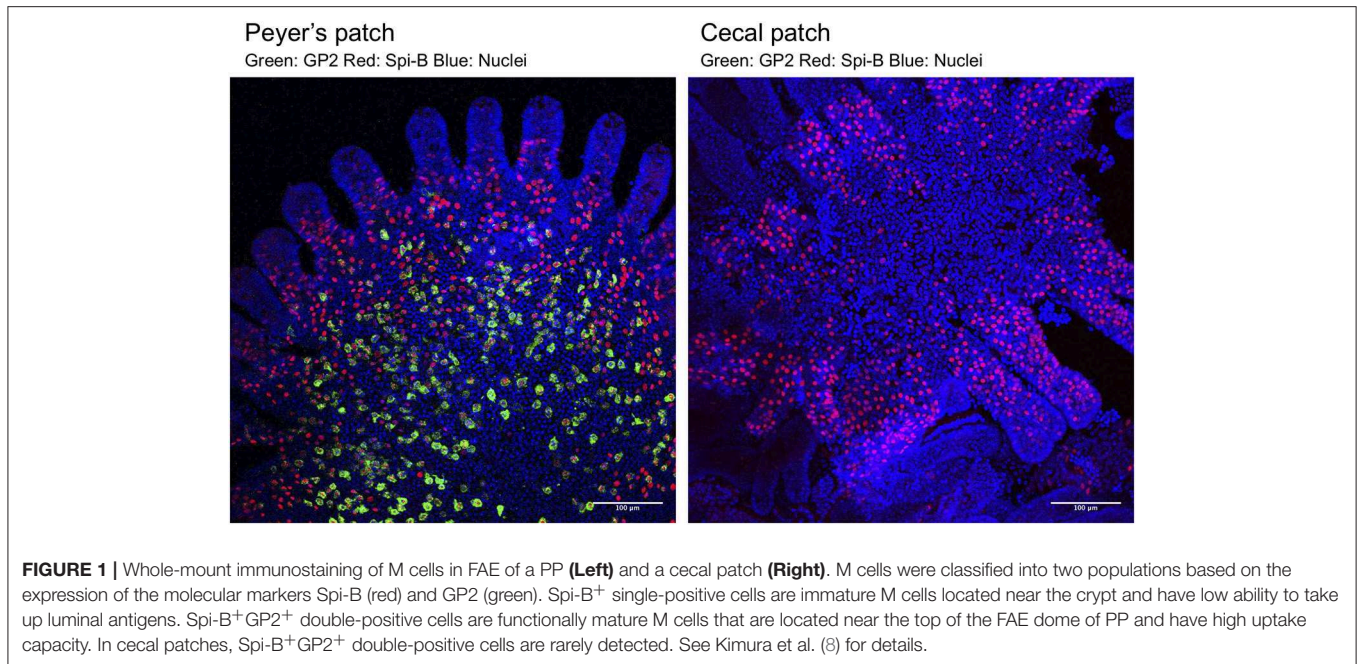 Peyer's patch
Green: GP2 Red: Spi-B Blue: Nuclei
Cecal patch
Green: GP2 Red: Spi-B Blue: Nuclei
100 µm
100 µm
FIGURE 1 | Whole-mount immunostaining of M cells in FAE of a PP (Left) and a cecal patch (Right). M cells were classified into two populations based on the
expression of the molecular markers Spi-B (red) and GP2 (green). Spi-B⁺ single-positive cells are immature M cells located near the crypt and have low ability to take
up luminal antigens. Spi-B⁺GP2⁺ double-positive cells are functionally mature M cells that are located near the top of the FAE dome of PP and have high uptake
capacity. In cecal patches, Spi-B⁺GP2⁺ double-positive cells are rarely detected. See Kimura et al. (8) for details.